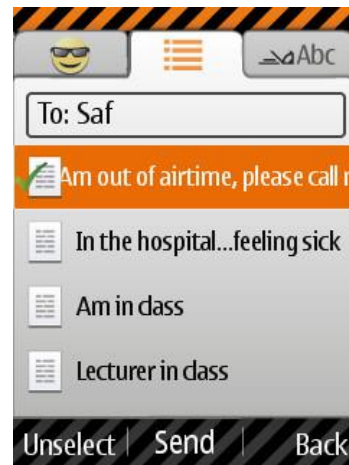 Abc
To: Saf
Am out of airtime, please call
In the hospital...feeling sick
Am in class
Lecturer in class
Unselect Send Back